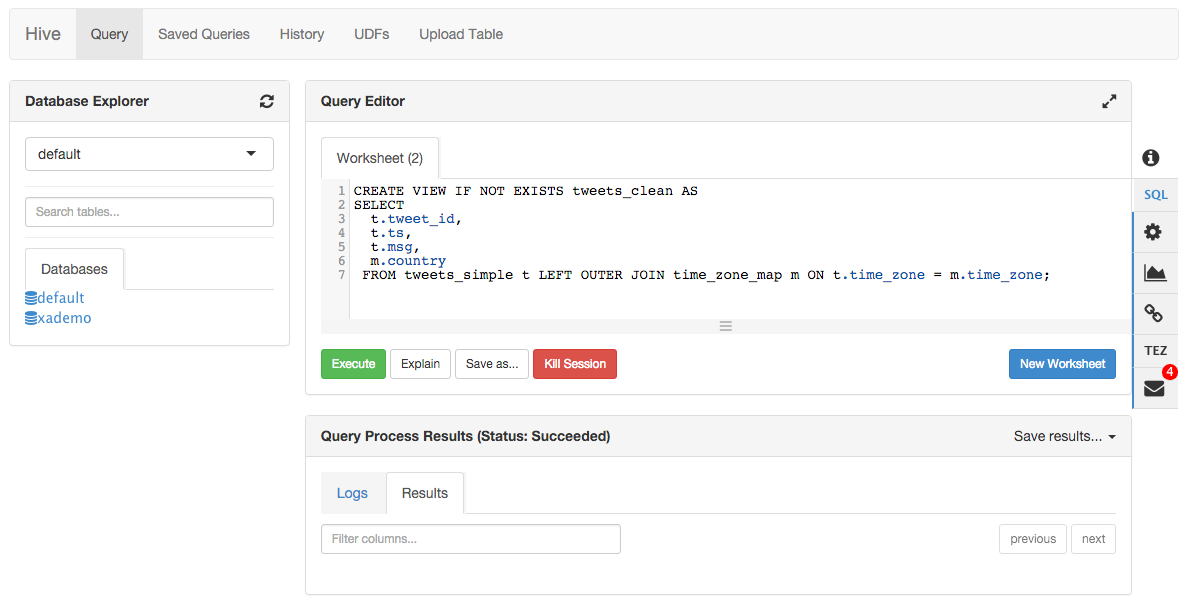 Hive Query Saved Queries History UDFs Upload Table
Database Explorer
default
Search tables...
Databases
default
xademo
Query Editor
Worksheet (2)
1 CREATE VIEW IF NOT EXISTS tweets_clean AS
2 SELECT
3 t.tweet_id,
4 t.ts,
5 t.msg,
6 m.country
7 FROM tweets_simple t LEFT OUTER JOIN time_zone_map m ON t.time_zone = m.time_zone;
Execute Explain Save as... Kill Session New Worksheet
SQL
TEZ
4
Query Process Results (Status: Succeeded) Save results...
Logs Results
Filter columns... previous next